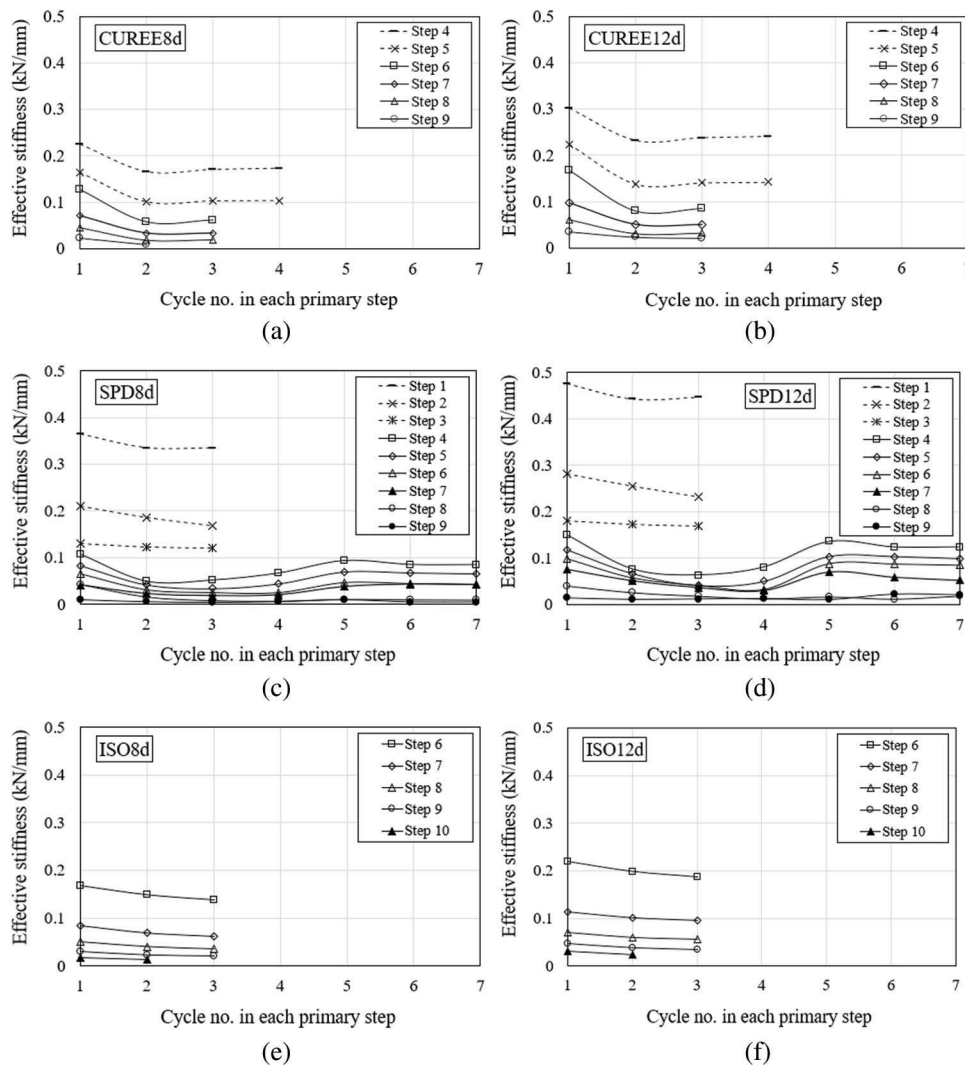 CUREE8d
Step 4
Step 5
Step 6
Step 7
Step 8
Step 9
0.5
0.4
0.3
0.2
0.1
0
Effective stiffness (kN/mm)
1 2 3 4 5 6 7
Cycle no. in each primary step
(a)
CUREE12d
Step 4
Step 5
Step 6
Step 7
Step 8
Step 9
0.5
0.4
0.3
0.2
0.1
0
Effective stiffness (kN/mm)
1 2 3 4 5 6 7
Cycle no. in each primary step
(b)
SPD8d
Step 1
Step 2
Step 3
Step 4
Step 5
Step 6
Step 7
Step 8
Step 9
0.5
0.4
0.3
0.2
0.1
0
Effective stiffness (kN/mm)
1 2 3 4 5 6 7
Cycle no. in each primary step
(c)
SPD12d
Step 1
Step 2
Step 3
Step 4
Step 5
Step 6
Step 7
Step 8
Step 9
0.5
0.4
0.3
0.2
0.1
0
Effective stiffness (kN/mm)
1 2 3 4 5 6 7
Cycle no. in each primary step
(d)
ISO8d
Step 6
Step 7
Step 8
Step 9
Step 10
0.5
0.4
0.3
0.2
0.1
0
Effective stiffness (kN/mm)
1 2 3 4 5 6 7
Cycle no. in each primary step
(e)
ISO12d
Step 6
Step 7
Step 8
Step 9
Step 10
0.5
0.4
0.3
0.2
0.1
0
Effective stiffness (kN/mm)
1 2 3 4 5 6 7
Cycle no. in each primary step
(f)